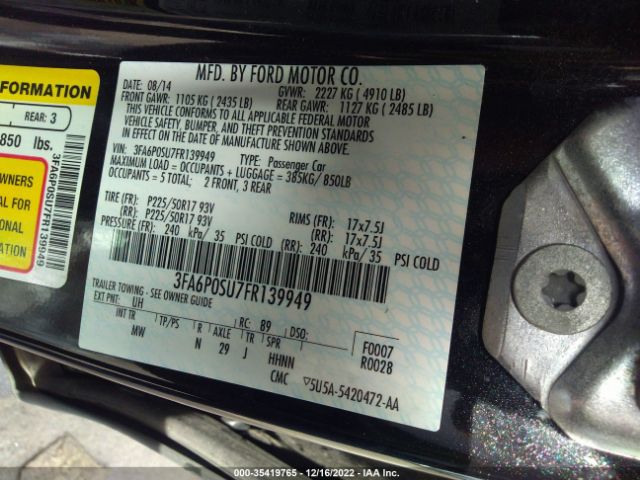 FORMATION
REAR: 3
850 lbs.
3FA6P0SU7FR139949
OWNERS
IAL FOR
IONAL
MFD. BY FORD MOTOR CO.
DATE: 08/14
GVWR: 2227 KG ( 4910 LB)
FRONT GAWR: 1105 KG ( 2435 LB)
REAR GAWR: 1127 KG ( 2485 LB)
THIS VEHICLE CONFORMS TO ALL APPLICABLE FEDERAL MOTOR
VEHICLE SAFETY, BUMPER, AND THEFT PREVENTION STANDARDS
IN EFFECT ON THE DATE OF MANUFACTURE SHOWN ABOVE.
VIN: 3FA6P0SU7FR139949 TYPE: Passenger Car
MAXIMUM LOAD = OCCUPANTS + LUGGAGE = 385KG/ 850LB
OCCUPANTS = 5 TOTAL; 2 FRONT, 3 REAR
TIRE (FR): P225/50R17 93V RIMS (FR): 17x7.5J
(RR): P225/50R17 93V (RR): 17x7.5J
PRESSURE (FR): 240 kPa/ 35 PSI COLD (RR): 240 kPa/ 35 PSI COLD
3FA6P0SU7FR139949
TRAILER TOWING - SEE OWNER GUIDE
EXT PNT: UH RC: 89 DSO: F0007
INT TR TP/PS R AXLE TR SPR R0028
MW N 29 J HHNN
CMC 5U5A-5420472-AA
000-35419765 - 12/16/2022 - IAA Inc.